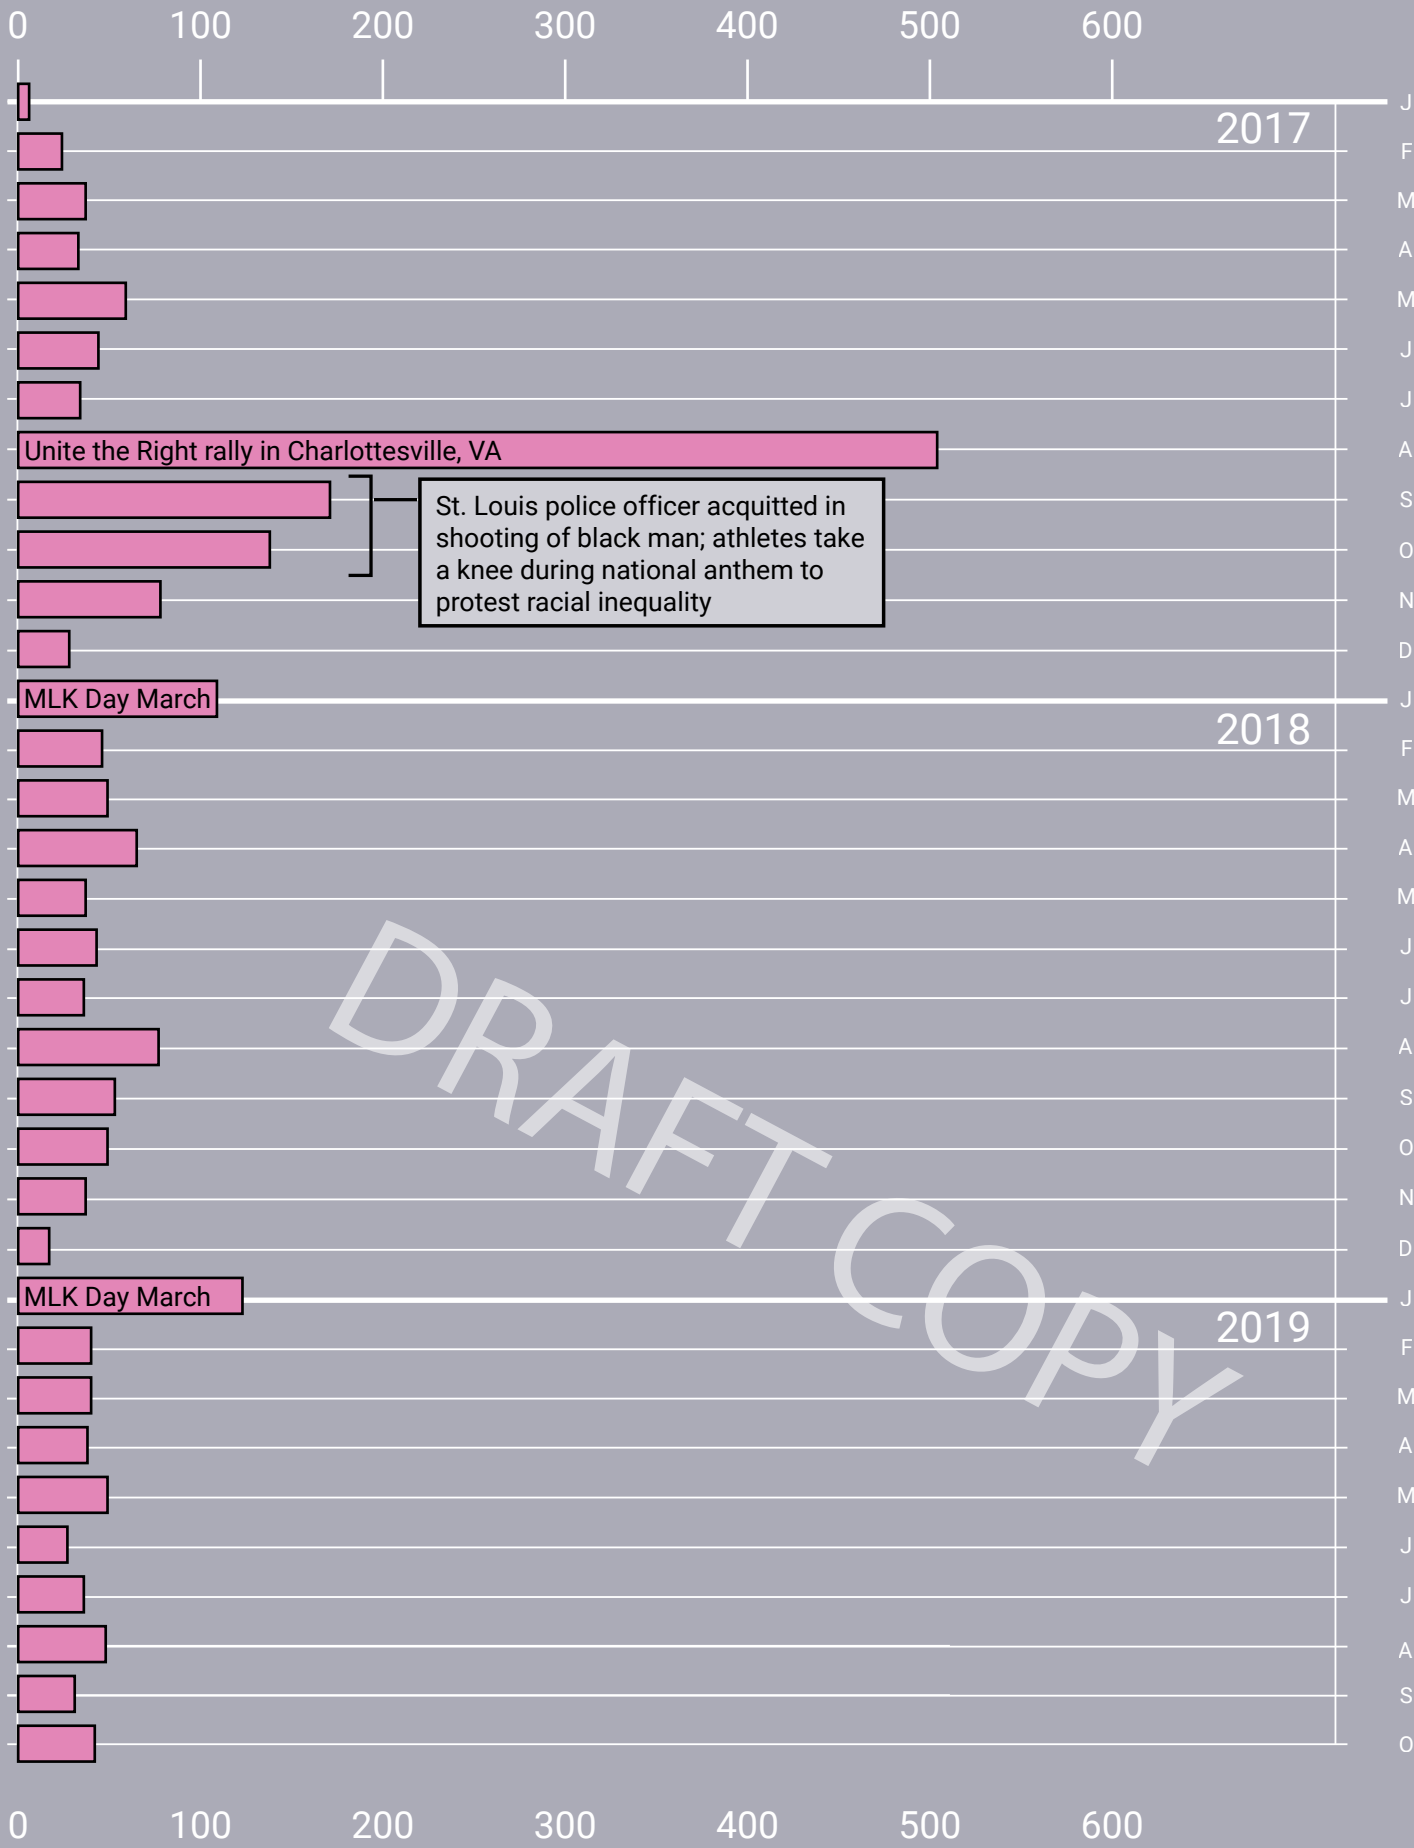 0 100 200 300 400 500 600
J
2017
F
M
A
M
J
J
Unite the Right rally in Charlottesville, VA
A
S
St. Louis police officer acquitted in
shooting of black man; athletes take
a knee during national anthem to
protest racial inequality
O
N
D
MLK Day March
J
2018
F
M
A
M
J
J
A
S
O
N
D
DRAFT COPY
MLK Day March
J
2019
F
M
A
M
J
J
A
S
O
0 100 200 300 400 500 600